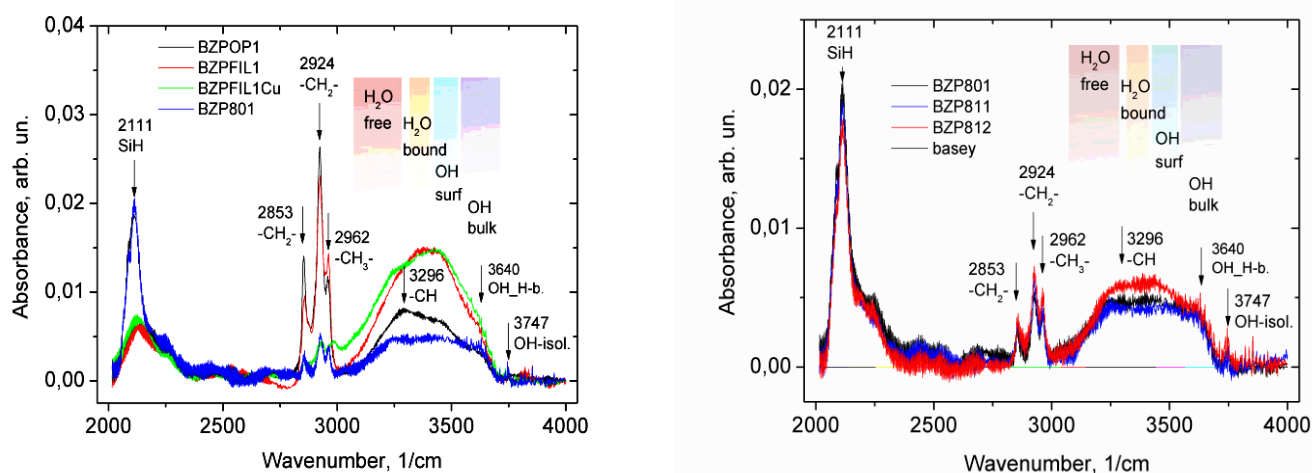 0,04
0,03
0,02
0,01
0,00
Absorbance, arb. un.
BZPOP1
BZPFIL1
BZPFIL1Cu
BZP801
2111
SiH
2924
-CH2-
2853
-CH2-
2962
-CH3-
H2O
free
H2O
bound
OH
surf
OH
bulk
3296
-CH
3640
OH_H-b.
3747
OH-isol.
2000 2500 3000 3500 4000
Wavenumber, 1/cm
0,02
0,01
0,00
Absorbance, arb. un.
2111
SiH
BZP801
BZP811
BZP812
basey
2924
-CH2-
2853
-CH2-
2962
-CH3-
H2O
free
H2O
bound
OH
surf
OH
bulk
3296
-CH
3640
OH_H-b.
3747
OH-isol.
2000 2500 3000 3500 4000
Wavenumber, 1/cm